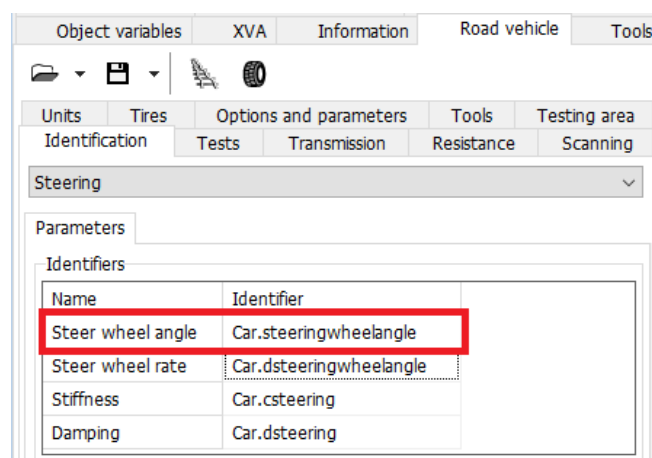 Object variables XVA Information Road vehicle Tools
Units Tires Options and parameters Tools Testing area
Identification Tests Transmission Resistance Scanning
Steering
Parameters
Identifiers
Name Identifier
Steer wheel angle Car.steeringwheelangle
Steer wheel rate Car.dsteeringwheelangle
Stiffness Car.csteering
Damping Car.dsteering